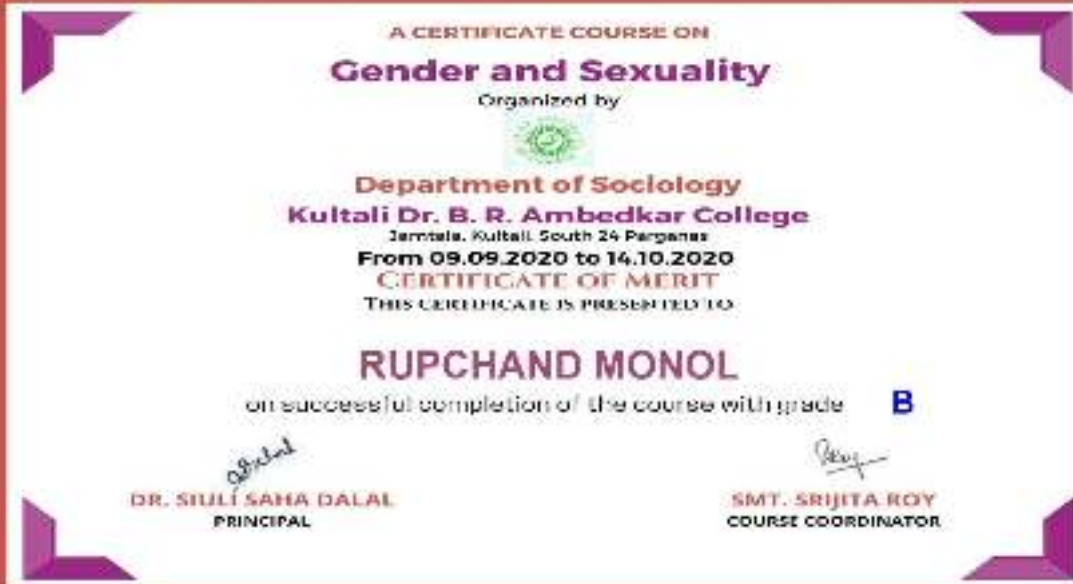 A CERTIFICATE COURSE ON
Gender and Sexuality
Organized by
Department of Sociology
Kultali Dr. B. R. Ambedkar College
Jamtala, Kultali, South 24 Parganas
From 09.09.2020 to 14.10.2020
CERTIFICATE OF MERIT
THIS CERTIFICATE IS PRESENTED TO
RUPCHAND MONOL
on successful completion of the course with grade B
DR. SIULI SAHA DALAL
PRINCIPAL
SMT. SRIJITA ROY
COURSE COORDINATOR